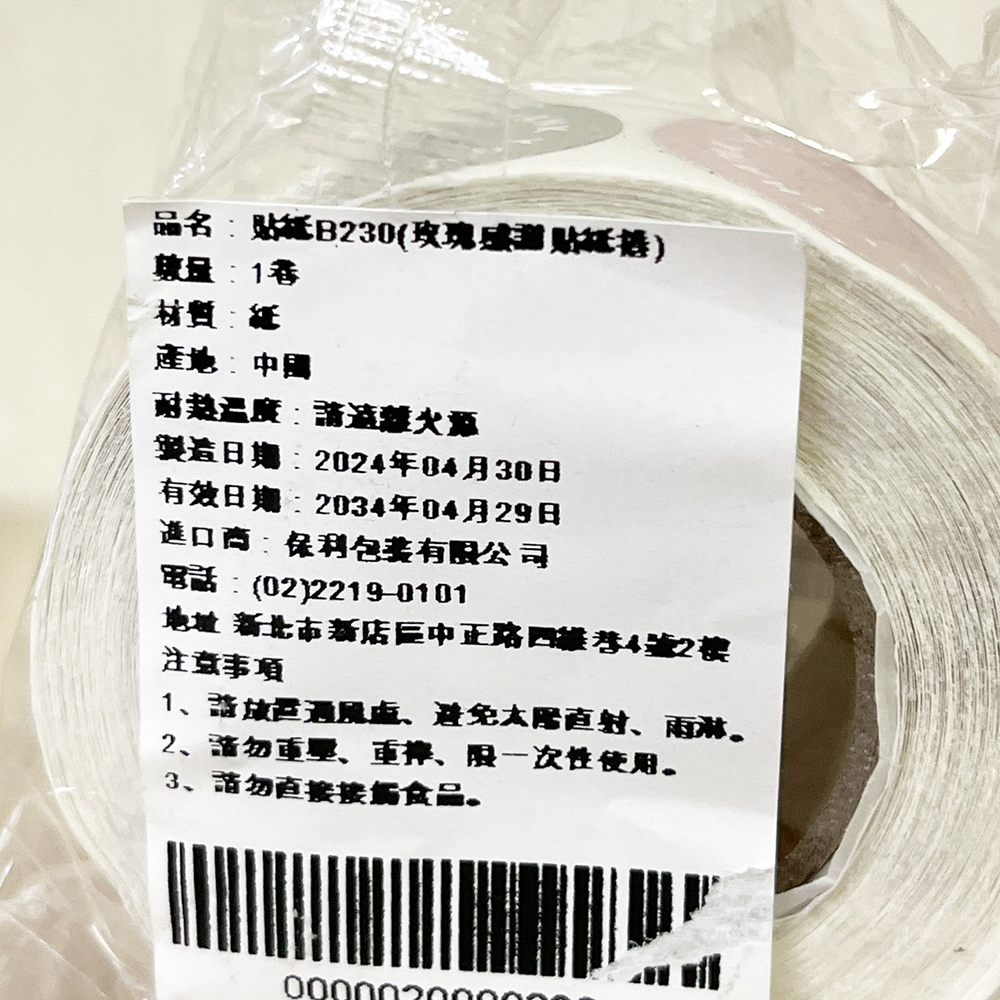 品名：貼紙B230(玫瑰感謝貼紙捲)
數量：1卷
材質：紙
產地：中國
耐熱溫度：請遠離火源
製造日期：2024年04月30日
有效日期：2034年04月29日
進口商：保利包裝有限公司
電話：(02)2219-0101
地址 新北市新店區中正路四維巷4號2樓
注意事項
1、請放置通風處、避免太陽直射、雨淋。
2、請勿重壓、重摔、限一次性使用。
3、請勿直接接觸食品。